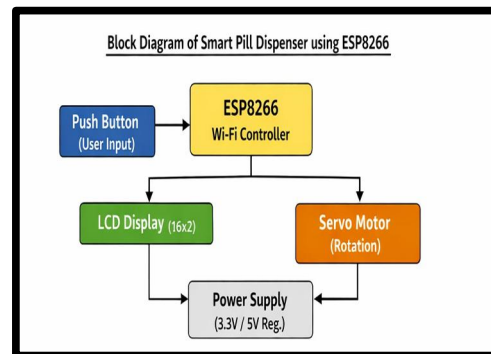 Block Diagram of Smart Pill Dispenser using ESP8266
ESP8266
Wi-Fi Controller
Push Button
(User Input)
LCD Display (16x2)
Servo Motor
(Rotation)
Power Supply
(3.3V / 5V Reg.)